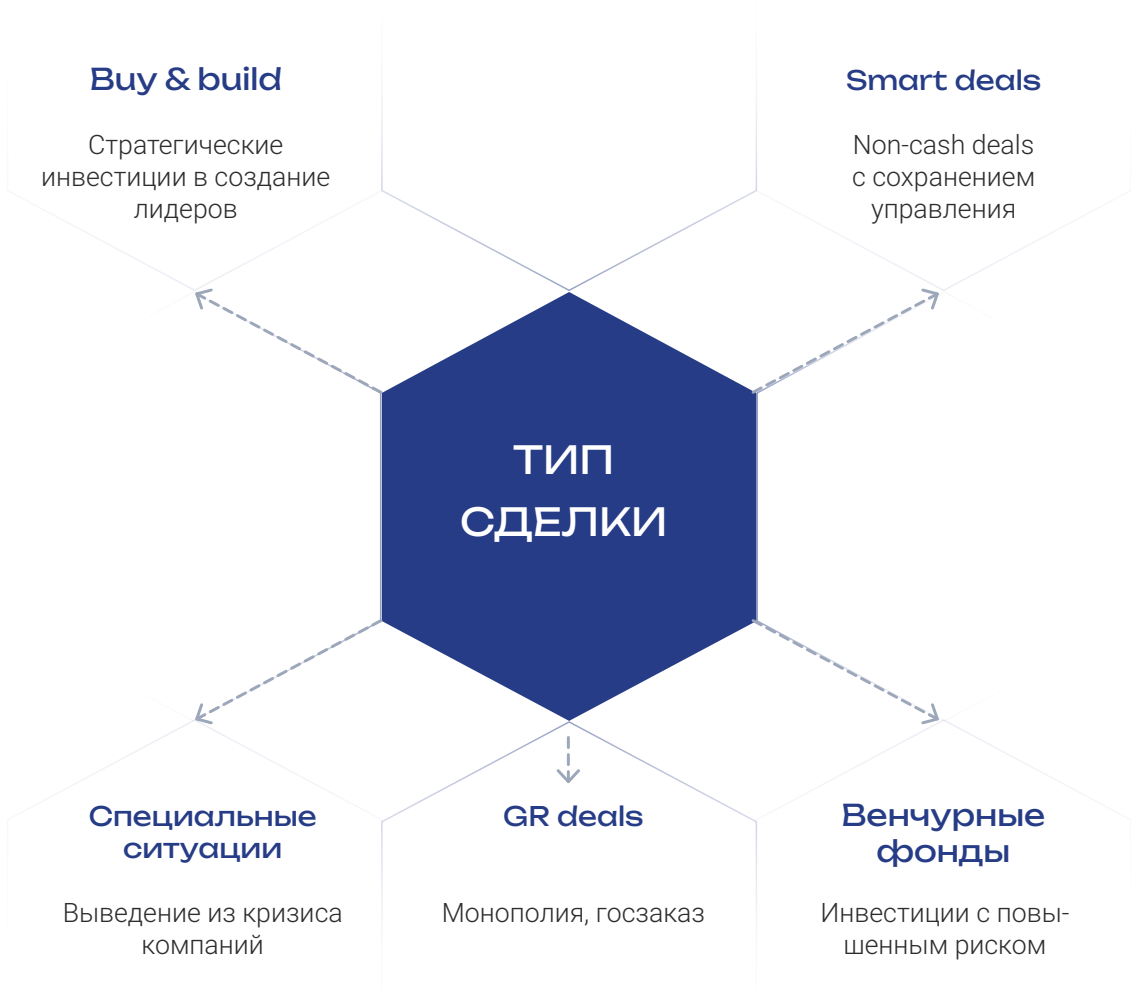 Buy & build
Стратегические
инвестиции в создание
лидеров
Smart deals
Non-cash deals
с сохранением
управления
ТИП
СДЕЛКИ
Специальные
ситуации
Выведение из кризиса
компаний
GR deals
Монополия, госзаказ
Венчурные
фонды
Инвестиции с повы-
шенным риском